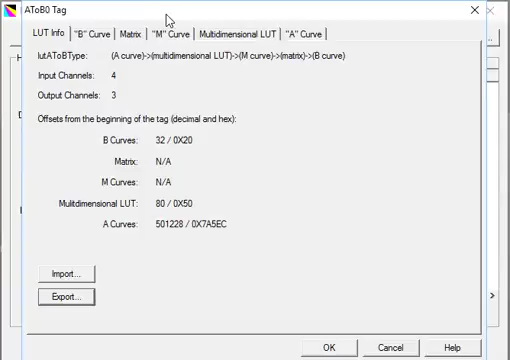 AToB0 Tag
LUT Info "B" Curve Matrix "M" Curve Multidimensional LUT "A" Curve
lutAToBType: (A curve)->(multidimensional LUT)->(M curve)->(matrix)->(B curve)
Input Channels: 4
Output Channels: 3
Offsets from the beginning of the tag (decimal and hex):
B Curves: 32 / 0X20
Matrix: N/A
M Curves: N/A
Mulitdimensional LUT: 80 / 0X50
A Curves: 501228 / 0X7A5EC
Import...
Export...
OK Cancel Help